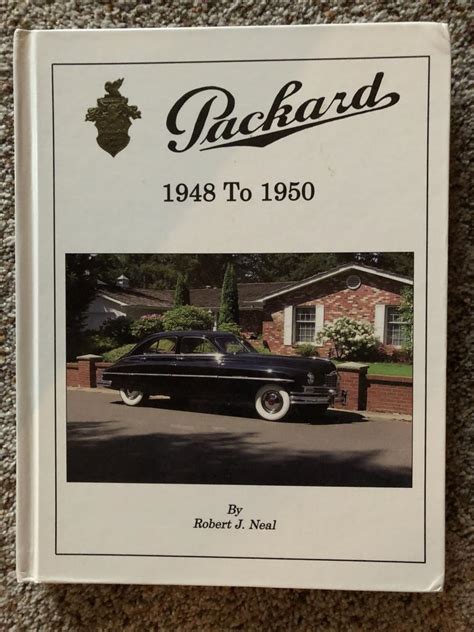 Packard
1948 To 1950
By
Robert J. Neal